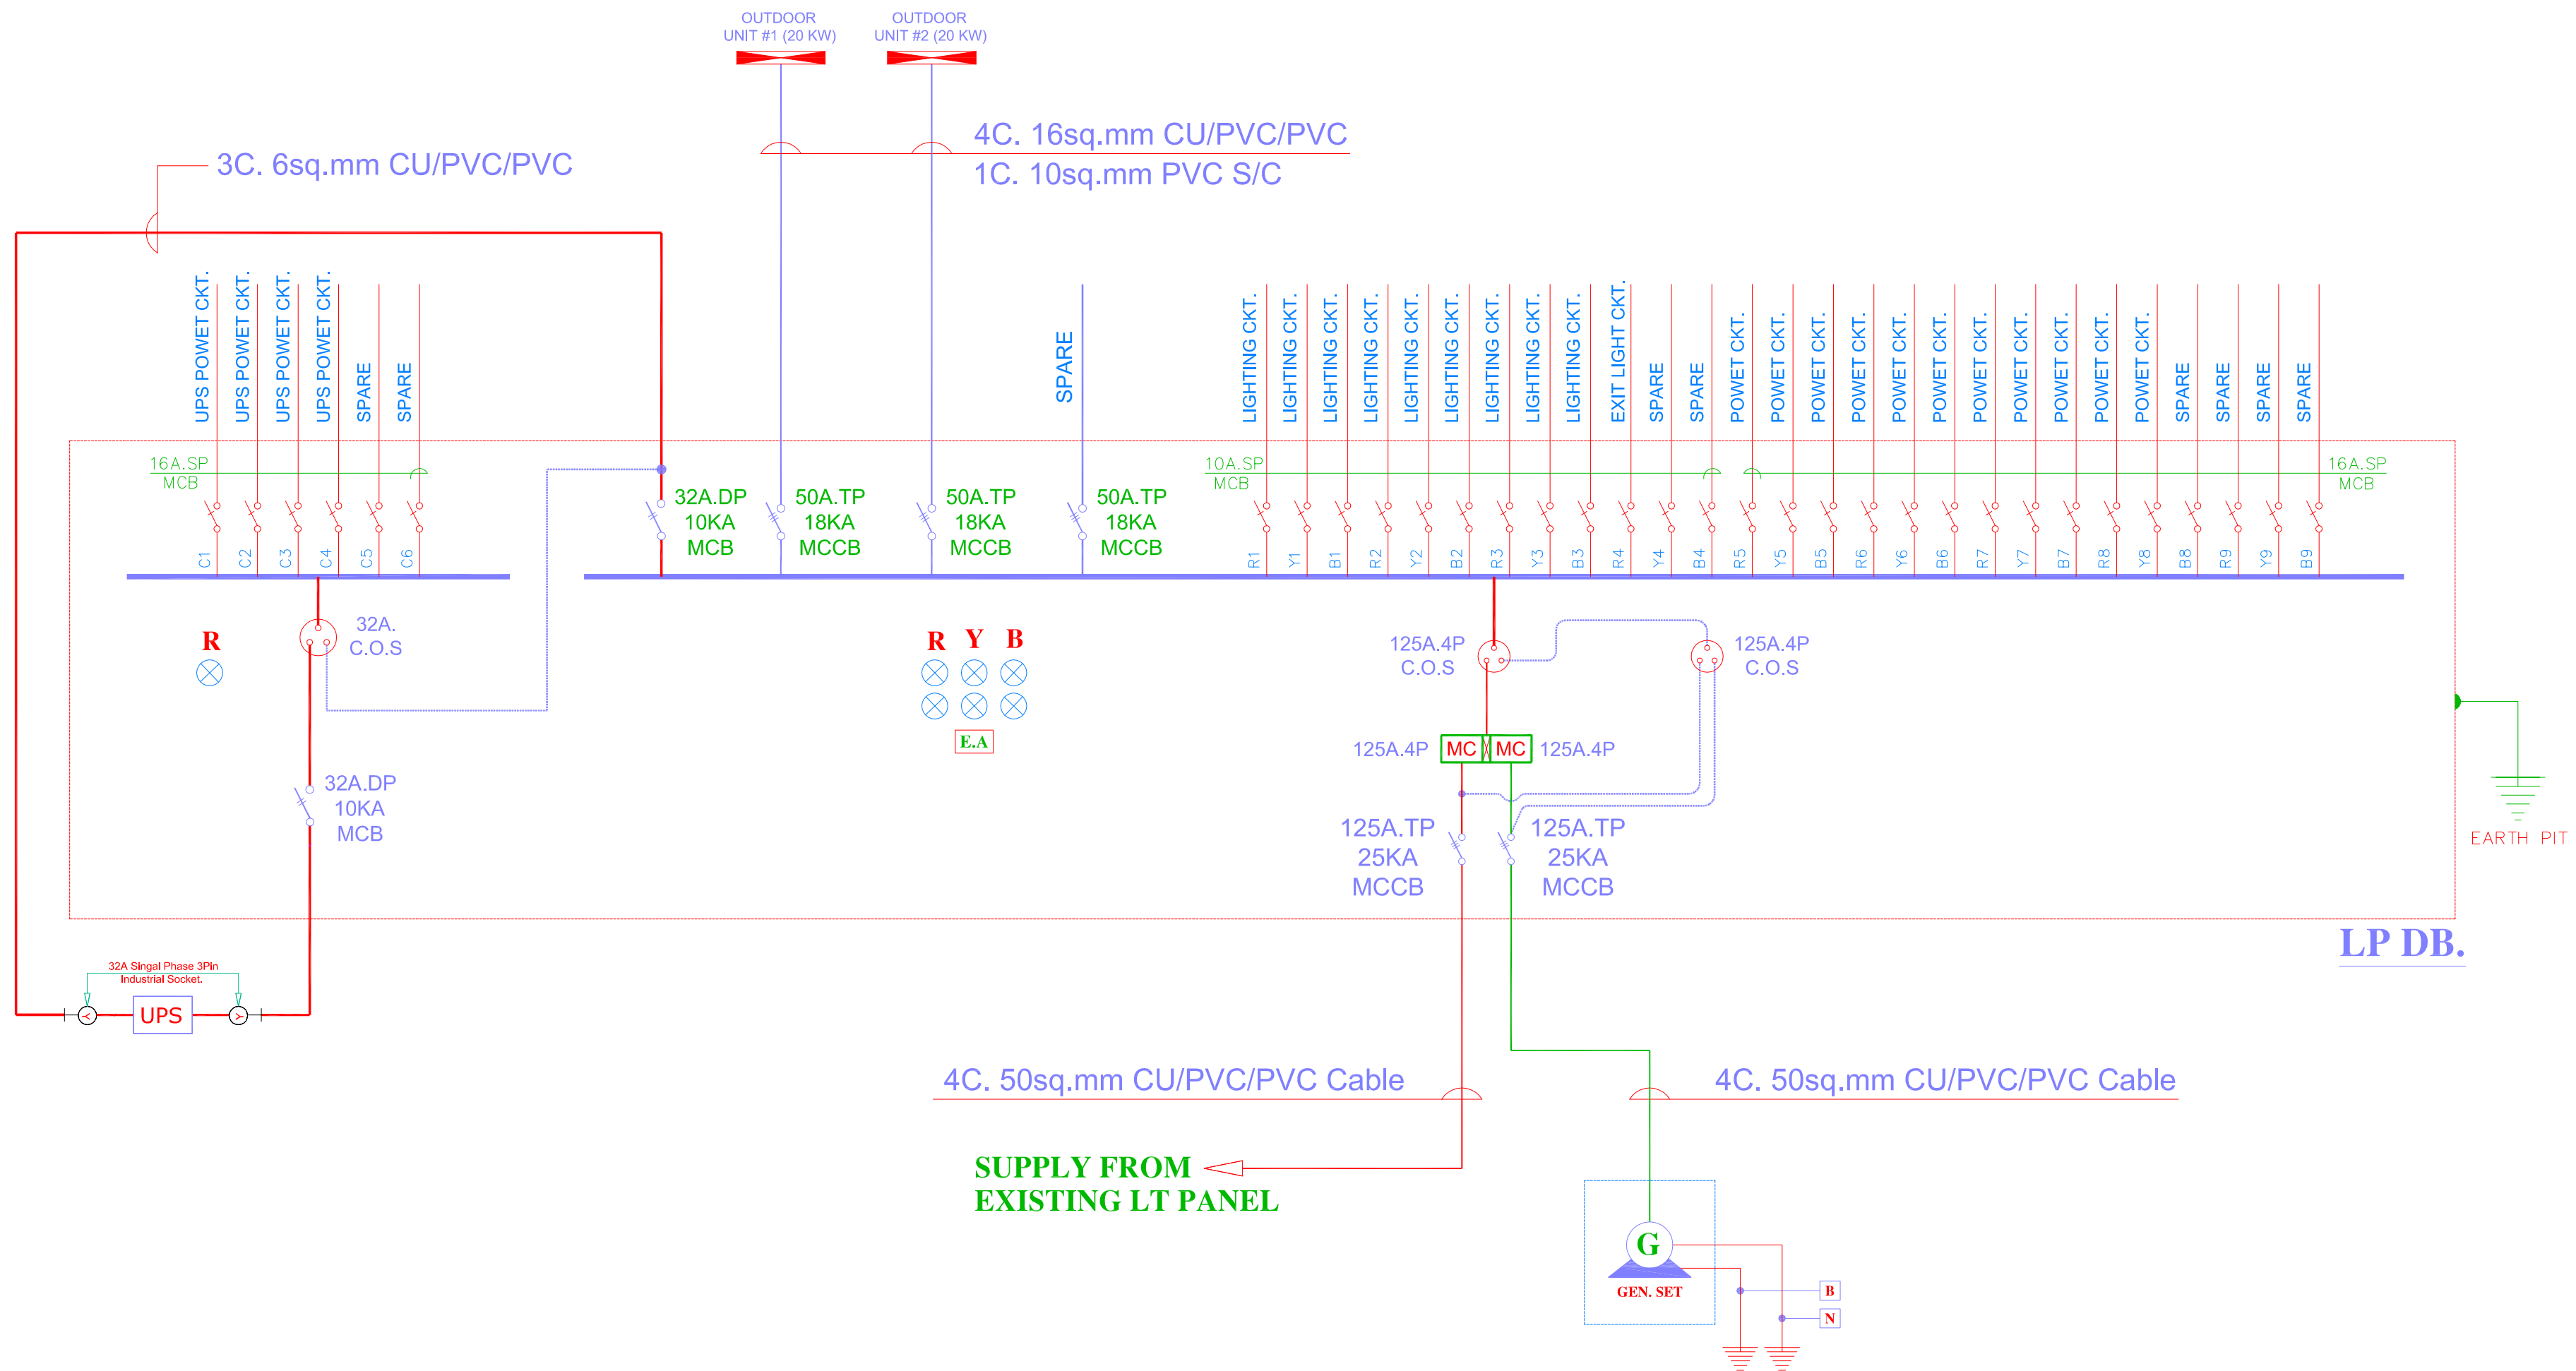 OUTDOOR
UNIT #1 (20 KW)
OUTDOOR
UNIT #2 (20 KW)
4C. 16sq.mm CU/PVC/PVC
1C. 10sq.mm PVC S/C
3C. 6sq.mm CU/PVC/PVC
UPS POWET CKT.
UPS POWET CKT.
UPS POWET CKT.
UPS POWET CKT.
SPARE
SPARE
SPARE
LIGHTING CKT.
LIGHTING CKT.
LIGHTING CKT.
LIGHTING CKT.
LIGHTING CKT.
LIGHTING CKT.
LIGHTING CKT.
LIGHTING CKT.
LIGHTING CKT.
EXIT LIGHT CKT.
SPARE
SPARE
POWET CKT.
POWET CKT.
POWET CKT.
POWET CKT.
POWET CKT.
POWET CKT.
POWET CKT.
POWET CKT.
POWET CKT.
POWET CKT.
POWET CKT.
SPARE
SPARE
SPARE
SPARE
16A.SP
MCB
32A.DP
10KA
MCB
50A.TP
18KA
MCCB
50A.TP
18KA
MCCB
50A.TP
18KA
MCCB
10A.SP
MCB
16A.SP
MCB
C1
C2
C3
C4
C5
C6
R1
Y1
B1
R2
Y2
B2
R3
Y3
B3
R4
Y4
B4
R5
Y5
B5
R6
Y6
B6
R7
Y7
B7
R8
Y8
B8
R9
Y9
B9
R
32A.
C.O.S
R Y B
E.A
125A.4P
C.O.S
125A.4P
C.O.S
125A.4P
MC MC
125A.4P
32A.DP
10KA
MCB
125A.TP
25KA
MCCB
125A.TP
25KA
MCCB
EARTH PIT
LP DB.
32A Singal Phase 3Pin
Industrial Socket.
Y
UPS
Y
4C. 50sq.mm CU/PVC/PVC Cable
4C. 50sq.mm CU/PVC/PVC Cable
SUPPLY FROM
EXISTING LT PANEL
G
GEN. SET
B
N